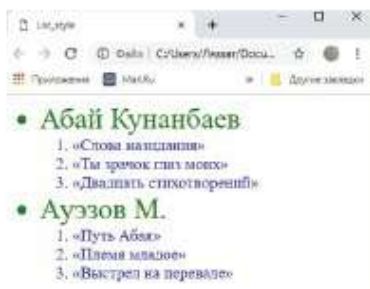 List_style
Файл | C:/Users/
Приложения Mail.Ru Другие закладки
• Абай Кунанбаев
1. «Слова назидания»
2. «Ты зрачок глаз моих»
3. «Двадцать стихотворений»
• Ауэзов М.
1. «Путь Абая»
2. «Племя младое»
3. «Выстрел на перевале»